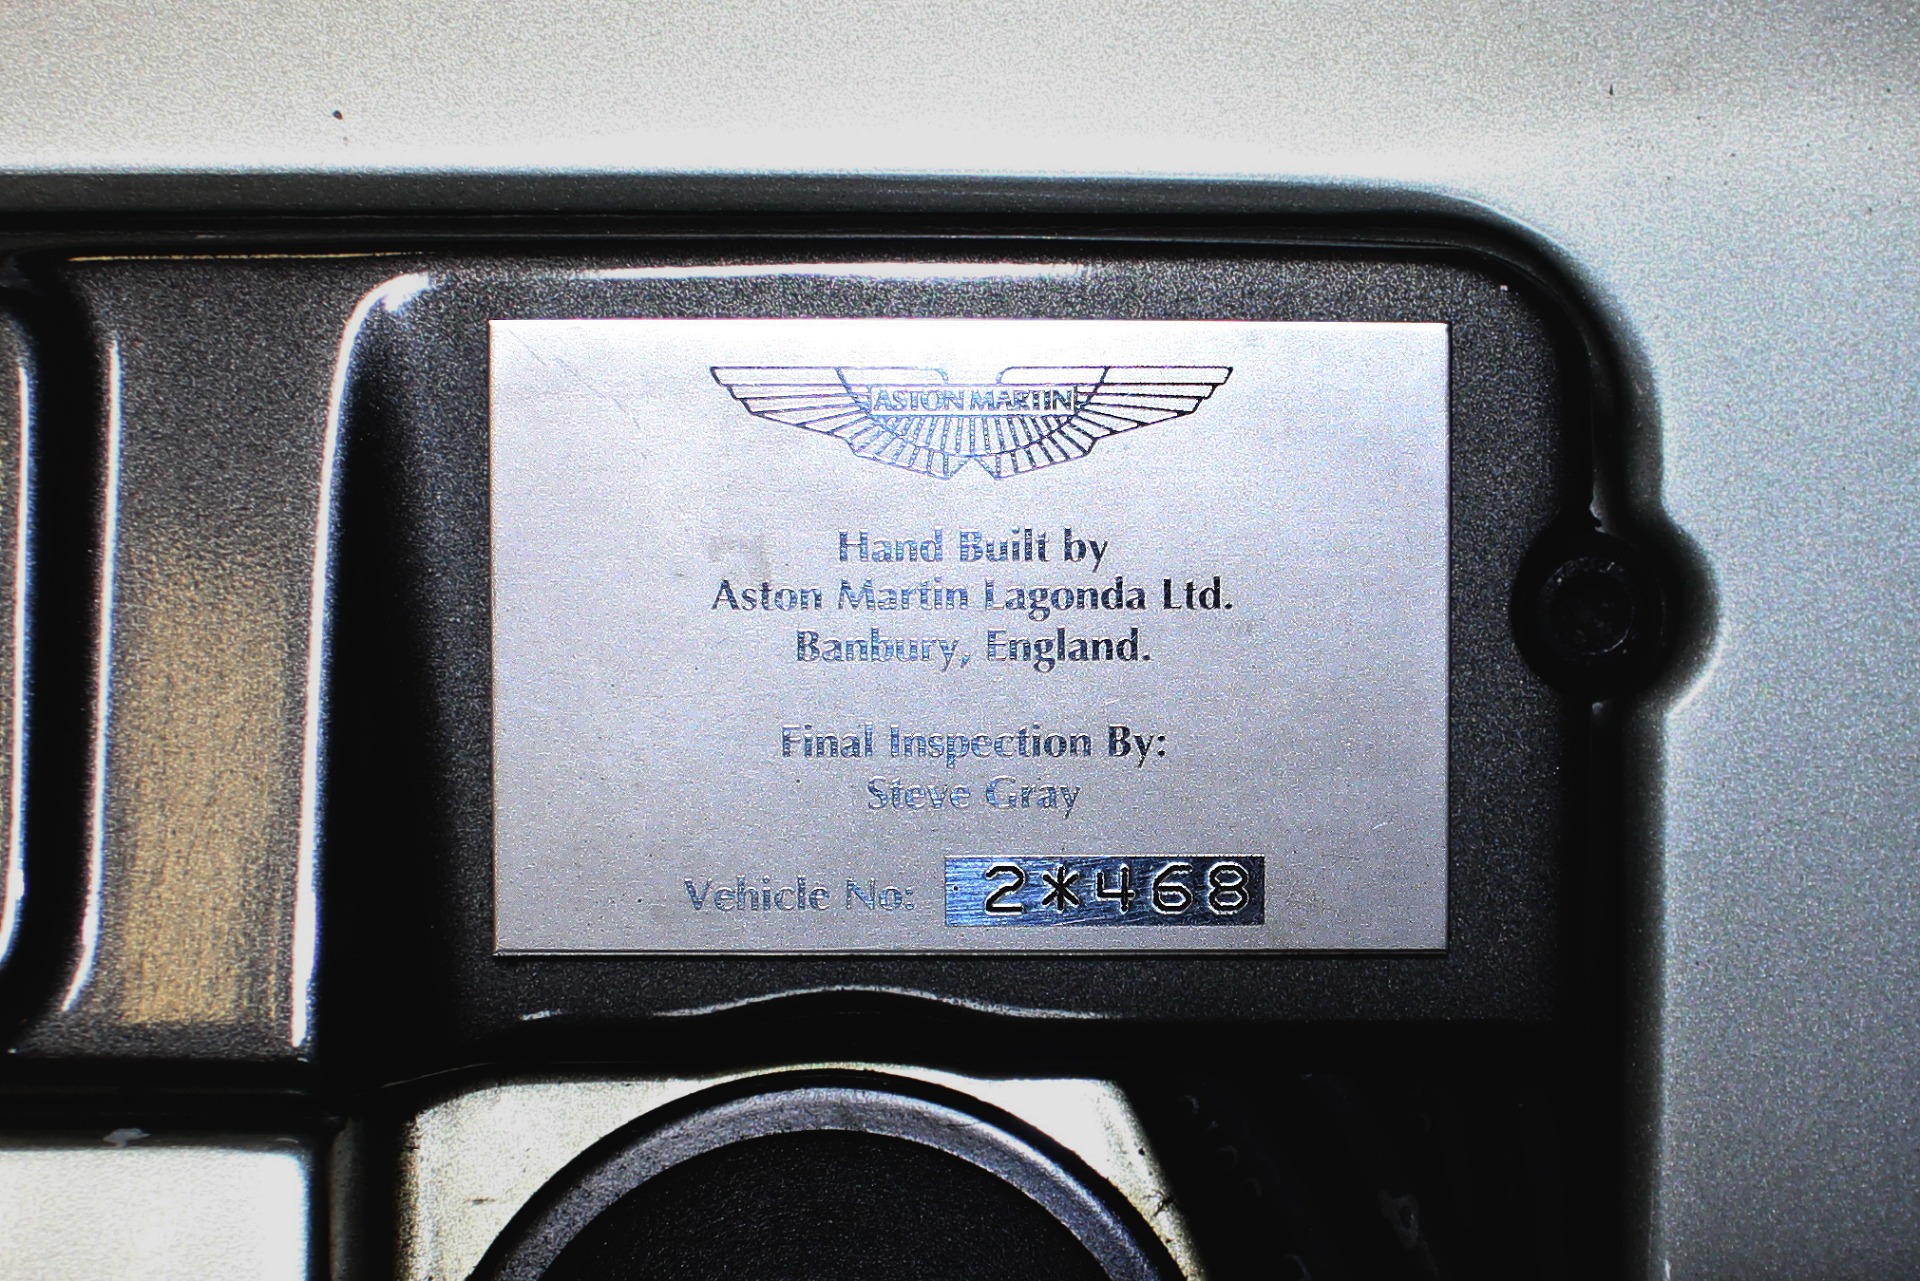 ASTON MARTIN
Hand Built by
Aston Martin Lagonda Ltd.
Banbury, England.
Final Inspection By:
Steve Gray
Vehicle No: 2*468